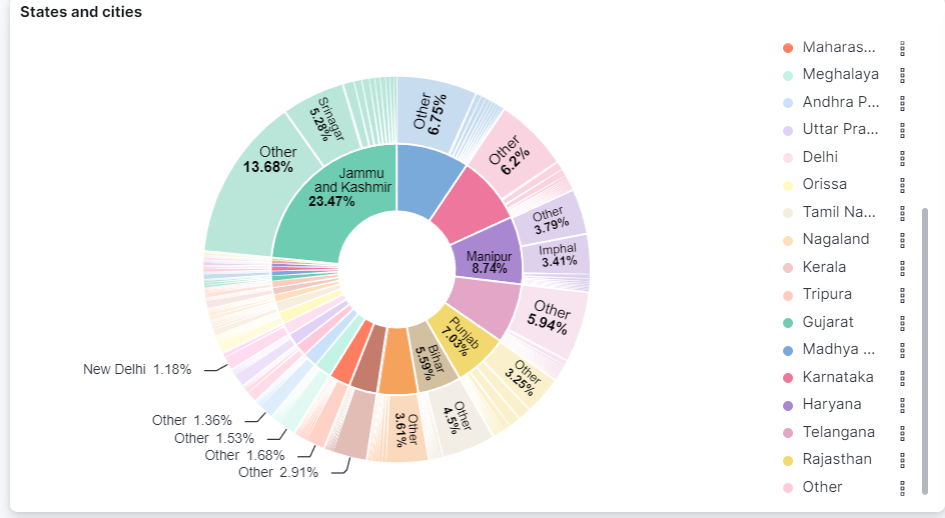 States and cities
Other
6.75%
Other
6.2%
Other
3.79%
Imphal
3.41%
Manipur
8.74%
Other
5.94%
Punjab
7.03%
Other
3.25%
Bihar
5.59%
Other
4.5%
Other
3.61%
Other 2.91%
Other 1.68%
Other 1.53%
Other 1.36%
New Delhi 1.18%
Jammu
and Kashmir
23.47%
Other
13.68%
Srinagar
5.28%
Maharas...
Meghalaya
Andhra P...
Uttar Pra...
Delhi
Orissa
Tamil Na...
Nagaland
Kerala
Tripura
Gujarat
Madhya ...
Karnataka
Haryana
Telangana
Rajasthan
Other